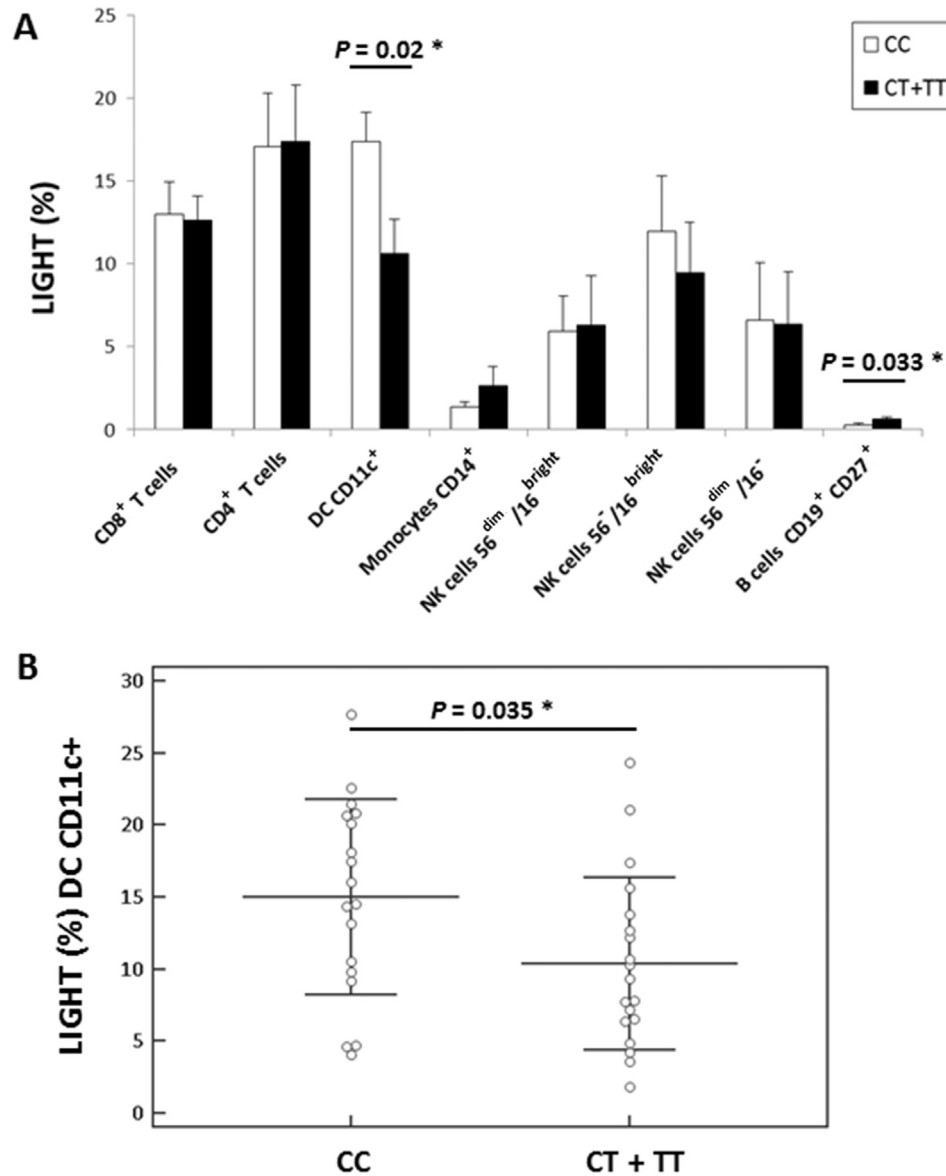 A
25
20
15
10
5
0
LIGHT (%)
P = 0.02 *
CC
CT+TT
P = 0.033 *
CD8⁺ T cells
CD4⁺ T cells
DC CD11c⁺
Monocytes CD14⁺
NK cells 56ᵈⁱᵐ /16ᵇʳⁱᵍʰᵗ
NK cells 56⁻/16ᵇʳⁱᵍʰᵗ
NK cells 56ᵈⁱᵐ /16⁻
B cells CD19⁺ CD27⁺
B
30
25
20
15
10
5
0
LIGHT (%) DC CD11c+
P = 0.035 *
CC
CT + TT